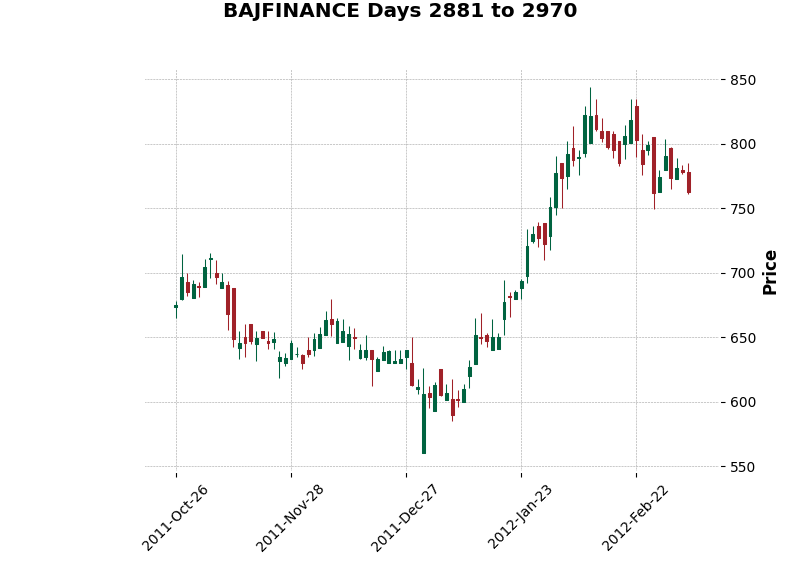 BAJFINANCE Days 2881 to 2970
850
800
750
700
650
600
550
Price
2011-Oct-26
2011-Nov-28
2011-Dec-27
2012-Jan-23
2012-Feb-22